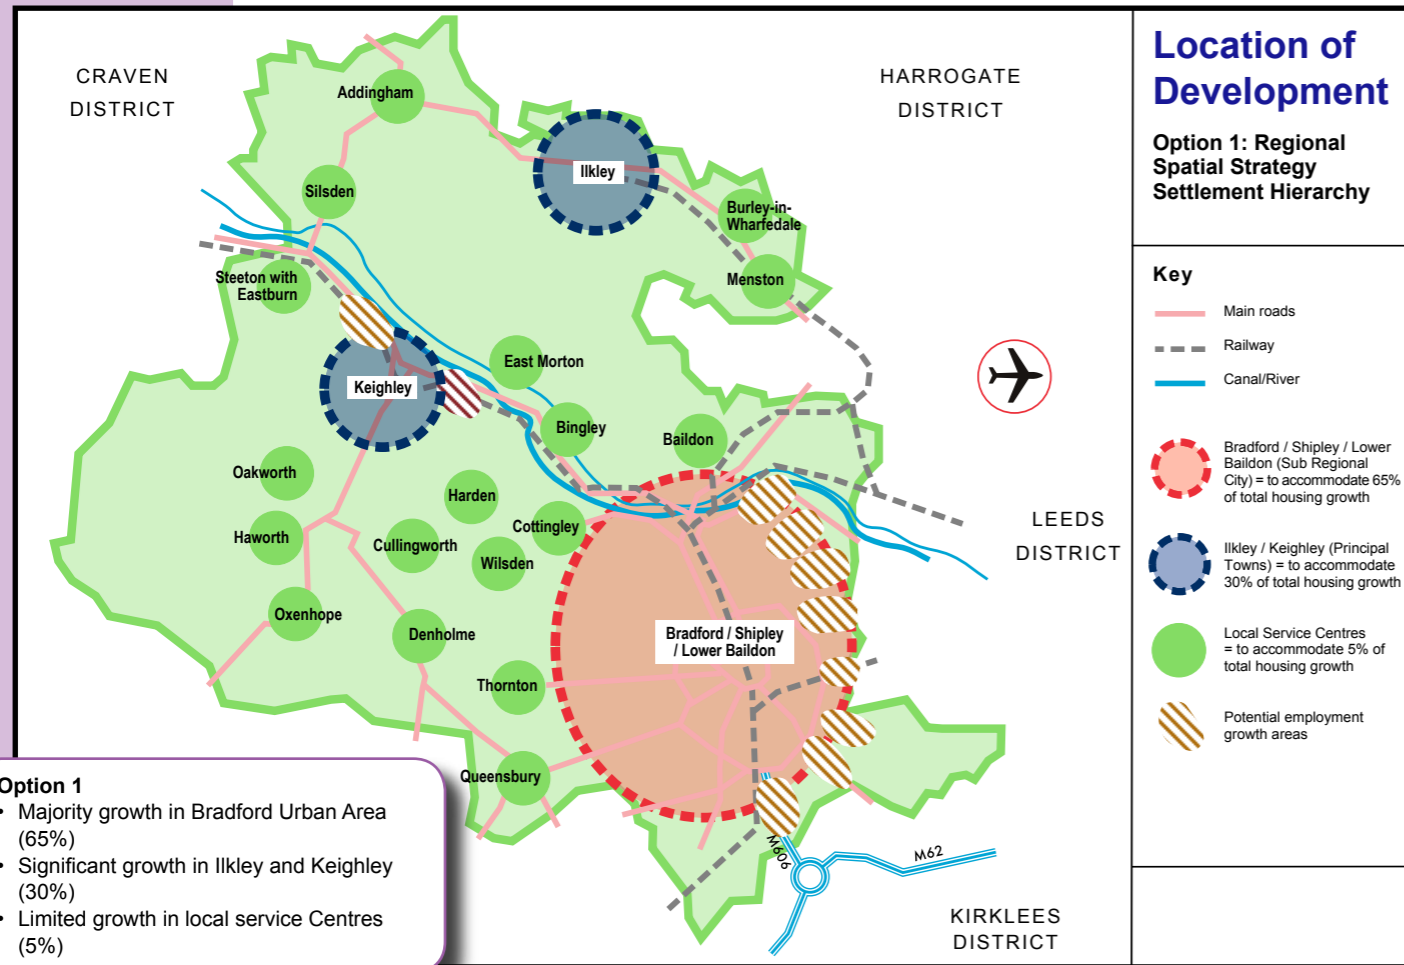 CRAVEN
DISTRICT
HARROGATE
DISTRICT
Addingham
Ilkley
Silsden
Burley-in-
Wharfedale
Steeton with
Eastburn
Menston
East Morton
Keighley
Bingley
Baildon
Oakworth
Harden
Haworth
Cullingworth
Cottingley
Wilsden
LEEDS
DISTRICT
Oxenhope
Denholme
Bradford / Shipley
/ Lower Baildon
Thornton
Queensbury
M606
M62
KIRKLEES
DISTRICT
Option 1
• Majority growth in Bradford Urban Area
(65%)
• Significant growth in Ilkley and Keighley
(30%)
• Limited growth in local service Centres
(5%)
Location of
Development
Option 1: Regional
Spatial Strategy
Settlement Hierarchy
Key
Main roads
Railway
Canal/River
Bradford / Shipley / Lower
Baildon (Sub Regional
City) = to accommodate 65%
of total housing growth
Ilkley / Keighley (Principal
Towns) = to accommodate
30% of total housing growth
Local Service Centres
= to accommodate 5% of
total housing growth
Potential employment
growth areas